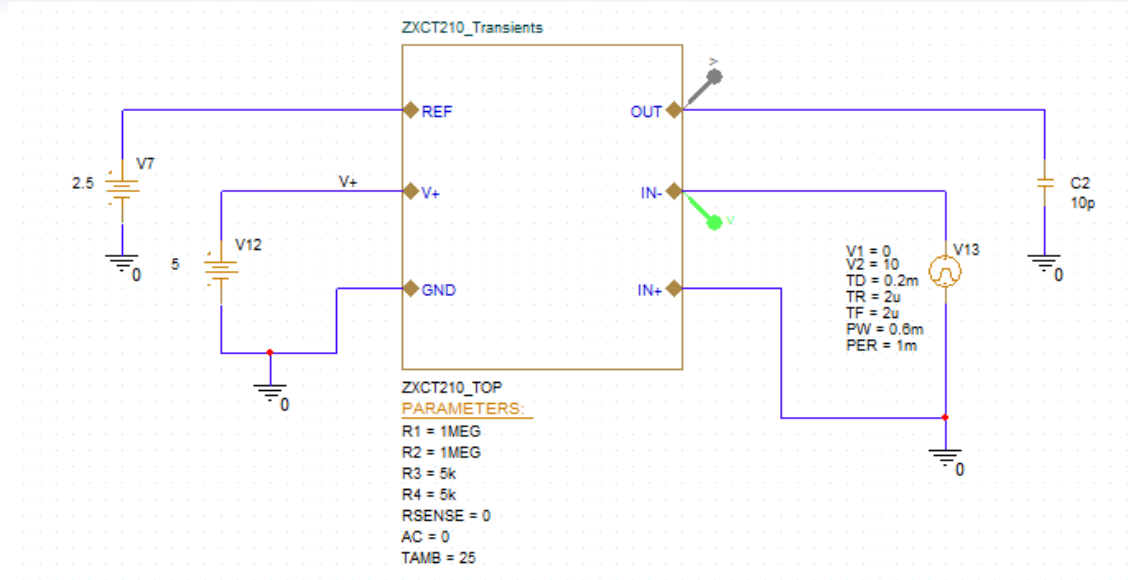 ZXCT210_Transients
V
REF
OUT
V7
2.5
V+
V+
IN-
C2
10p
V
0
V12
5
V13
V1 = 0
V2 = 10
TD = 0.2m
TR = 2u
TF = 2u
PW = 0.6m
PER = 1m
0
GND
IN+
0
ZXCT210_TOP
PARAMETERS:
R1 = 1MEG
R2 = 1MEG
R3 = 5k
R4 = 5k
RSENSE = 0
AC = 0
TAMB = 25
0